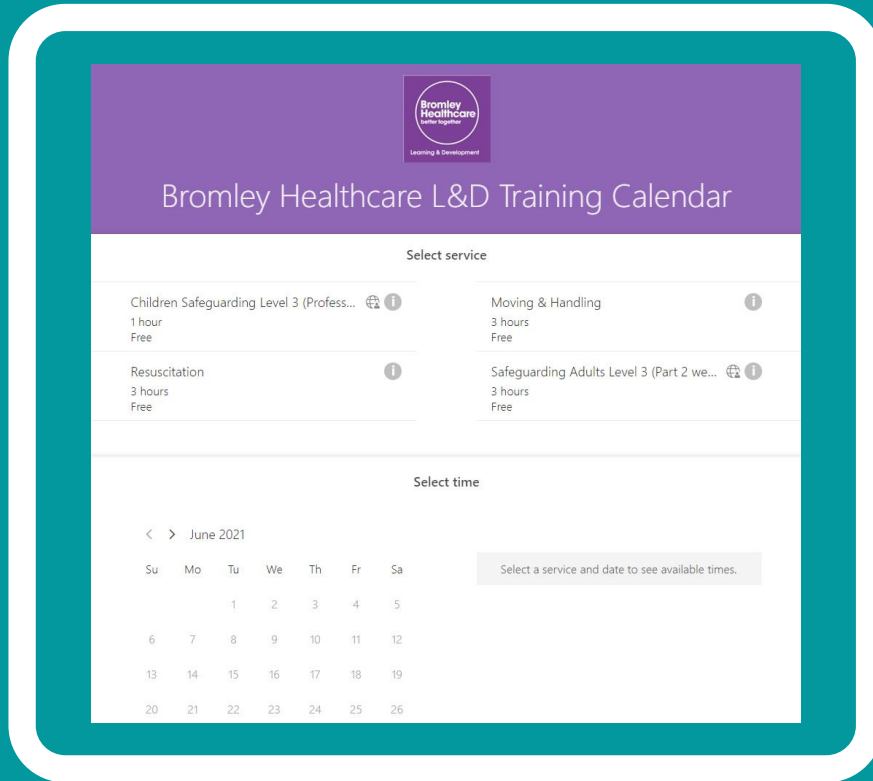 Bromley
Healthcare
better together
Learning & Development
Bromley Healthcare L&D Training Calendar
Select service
Children Safeguarding Level 3 (Profess...
1 hour
Free
Moving & Handling
3 hours
Free
Resuscitation
3 hours
Free
Safeguarding Adults Level 3 (Part 2 we...
3 hours
Free
Select time
< > June 2021
Su Mo Tu We Th Fr Sa
Select a service and date to see available times.
1 2 3 4 5
6 7 8 9 10 11 12
13 14 15 16 17 18 19
20 21 22 23 24 25 26